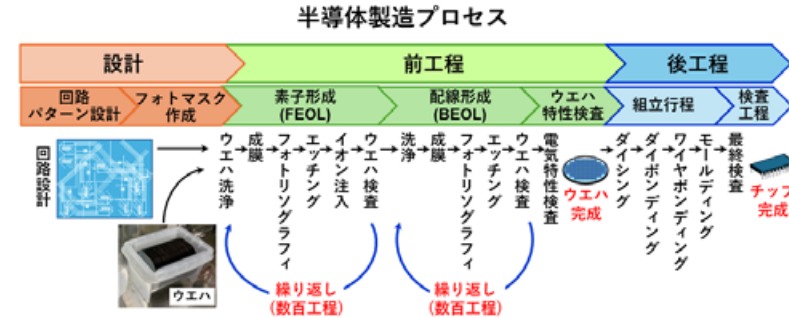 半導体製造プロセス
設計
前工程
後工程
回路
パターン設計
フォトマスク
作成
素子形成
(FEOL)
配線形成
(BEOL)
ウエハ
特性検査
組立行程
検査
工程
回路設計
ウエハ洗浄
成膜
フォトリソグラフィ
エッチング
イオン注入
ウエハ検査
洗浄
成膜
フォトリソグラフィ
エッチング
ウエハ検査
電気特性検査
ウエハ
完成
ダイシング
ダイボンディング
ワイヤボンディング
モールディング
最終検査
チップ
完成
ウエハ
繰り返し
(数百工程)
繰り返し
(数百工程)